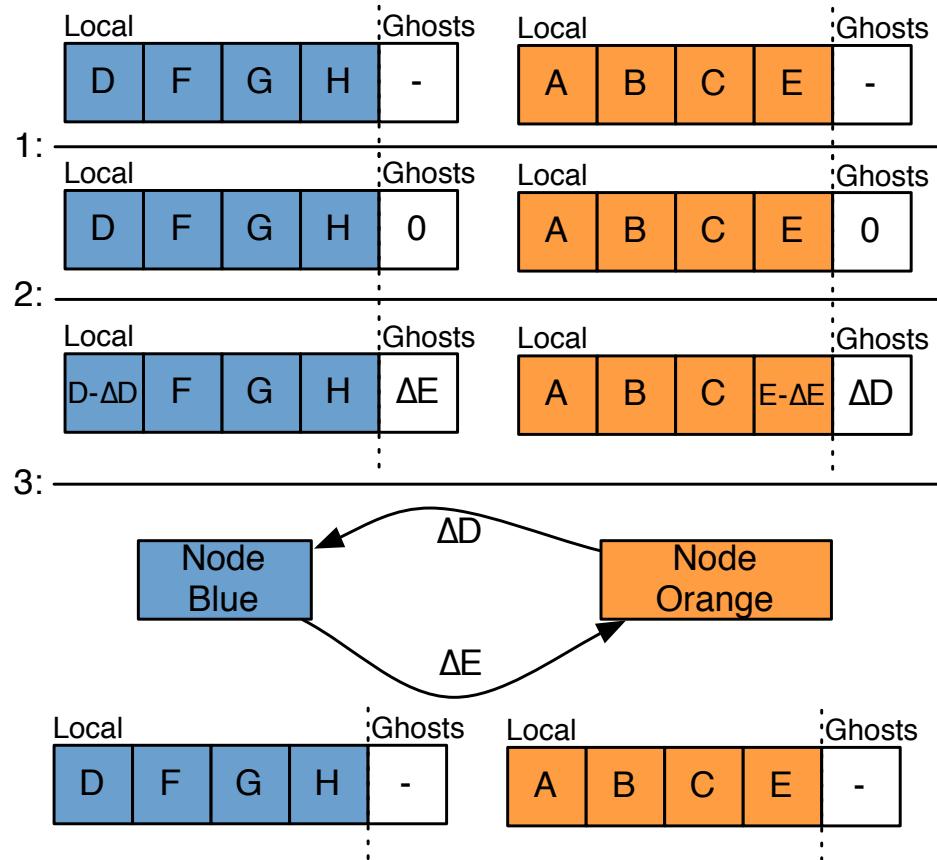 Local Ghosts Local Ghosts
D F G H - A B C E -
1:
Local Ghosts Local Ghosts
D F G H 0 A B C E 0
2:
Local Ghosts Local Ghosts
D-ΔD F G H ΔE A B C E-ΔE ΔD
3:
ΔD
Node
Blue
Node
Orange
ΔE
Local Ghosts Local Ghosts
D F G H - A B C E -